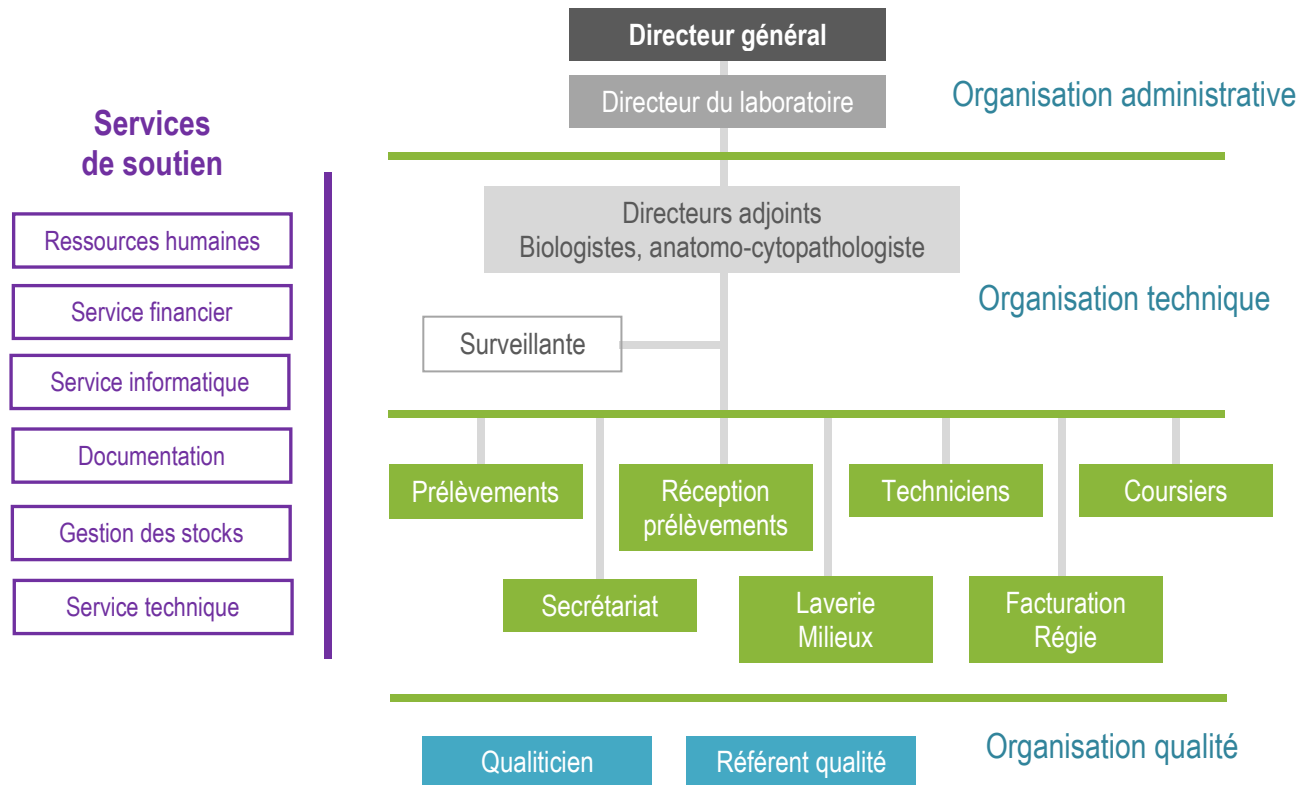 Directeur général
Directeur du laboratoire
Organisation administrative
Services
de soutien
Ressources humaines
Service financier
Service informatique
Documentation
Gestion des stocks
Service technique
Directeurs adjoints
Biologistes, anatomo-cytopathologiste
Organisation technique
Surveillante
Prélèvements
Réception
prélèvements
Techniciens
Coursiers
Secrétariat
Laverie
Milieux
Facturation
Régie
Qualiticien
Référent qualité
Organisation qualité